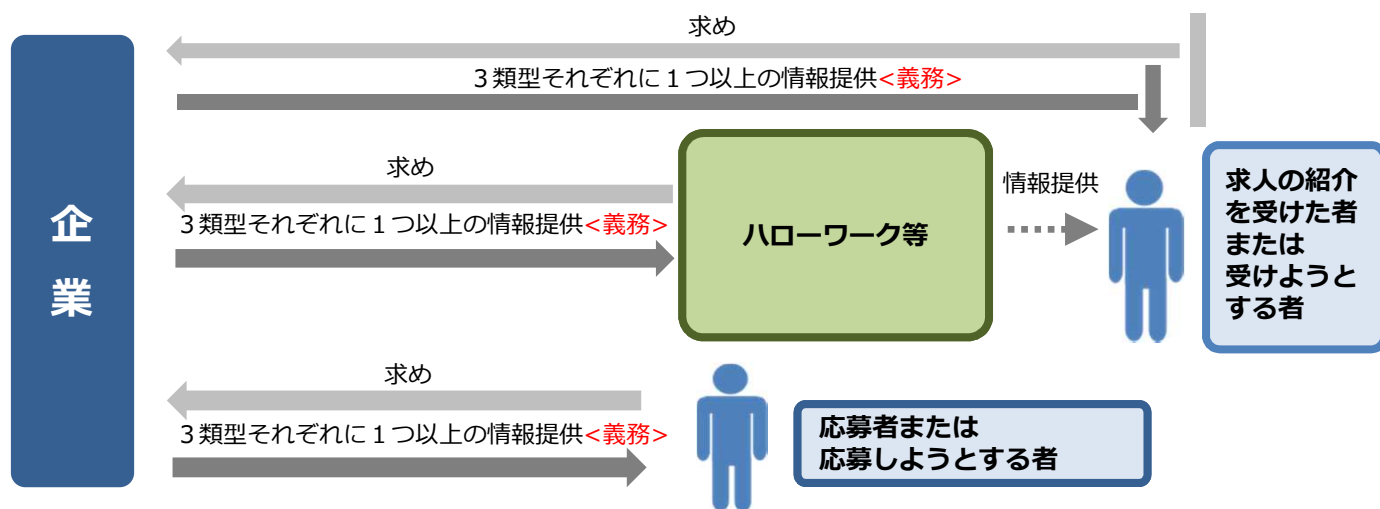 求め
３類型それぞれに１つ以上の情報提供<義務>
企
業
求め
３類型それぞれに１つ以上の情報提供<義務>
ハローワーク等
情報提供
求人の紹介
を受けた者
または
受けようと
する者
求め
３類型それぞれに１つ以上の情報提供<義務>
応募者または
応募しようとする者